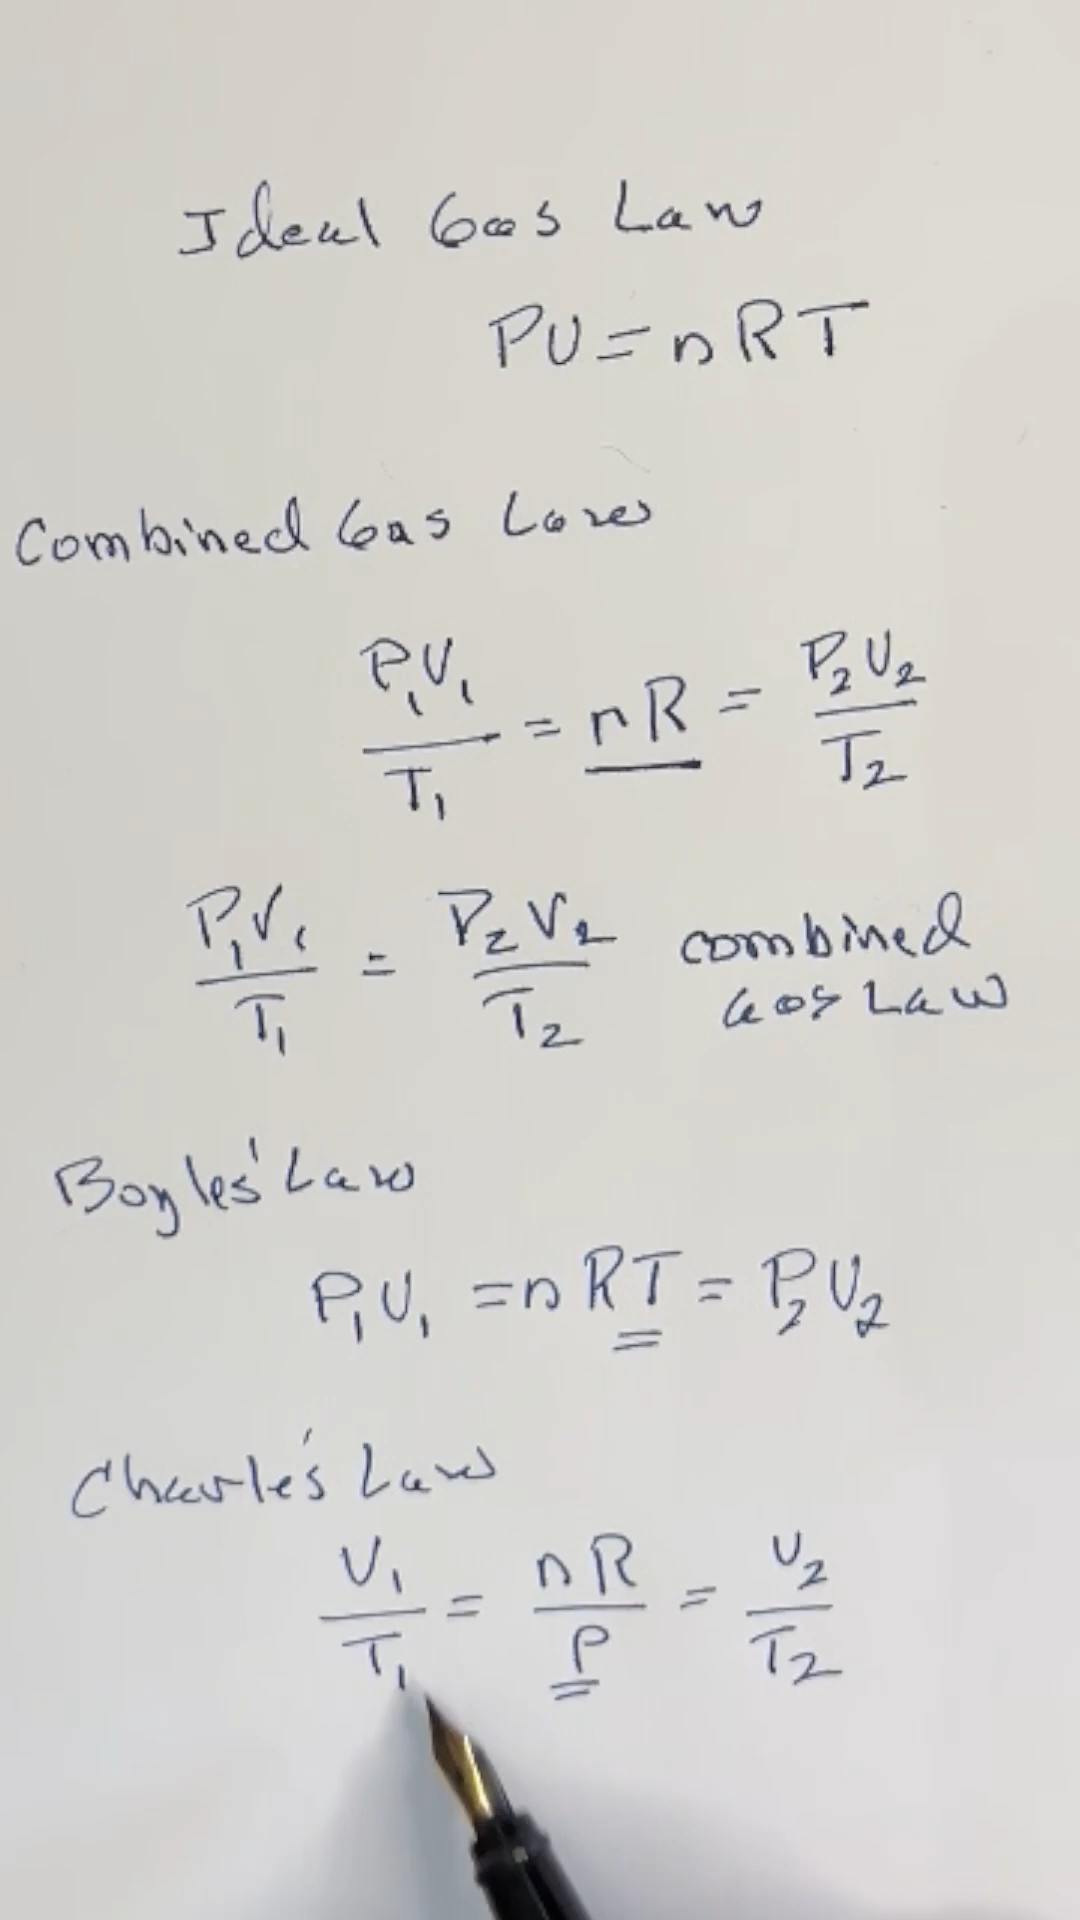 Ideal Gas Law
PV = nRT
Combined Gas Law
P₁V₁/T₁ = nR = P₂V₂/T₂
P₁V₁/T₁ = P₂V₂/T₂ combined
Gas Law
Boyles' Law
P₁V₁ = nRT = P₂V₂
Charle's Law
V₁/T₁ = nR/P = V₂/T₂